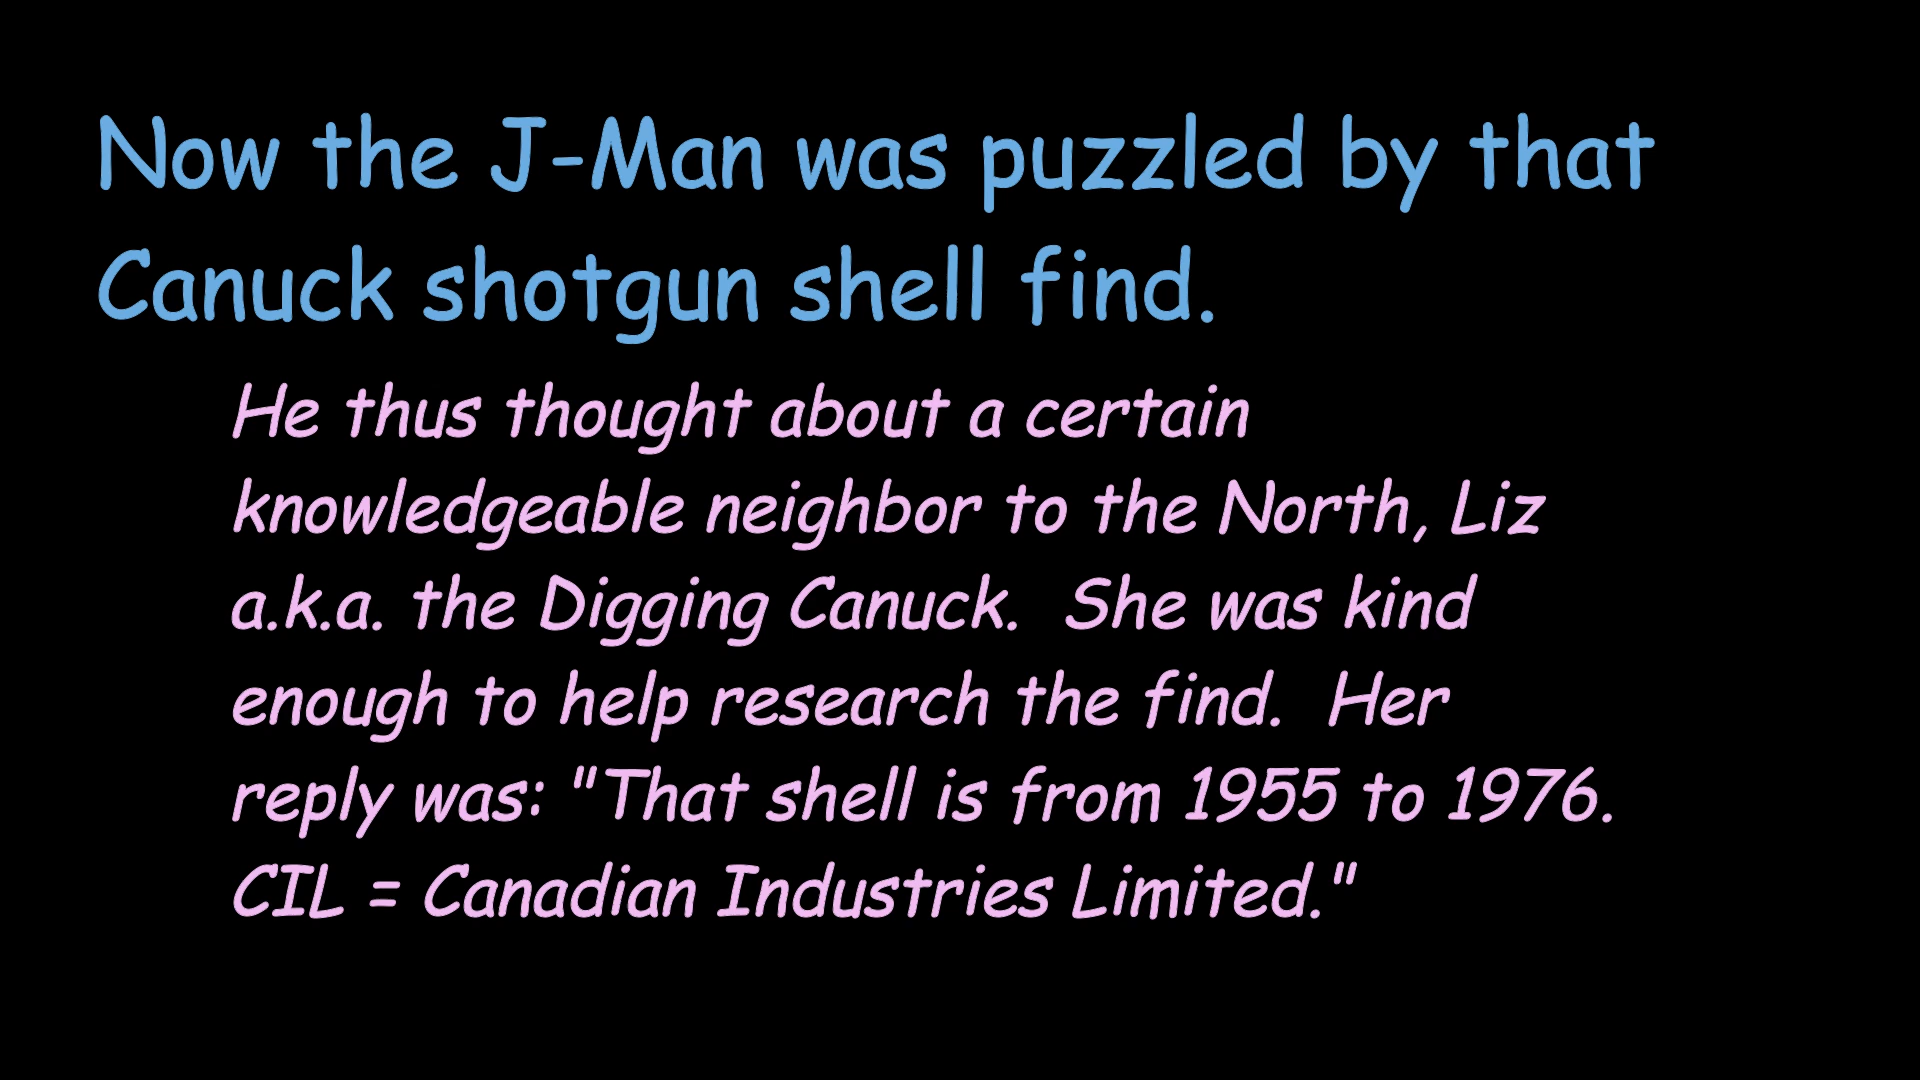 Now the J-Man was puzzled by that
Canuck shotgun shell find.
He thus thought about a certain
knowledgeable neighbor to the North, Liz
a.k.a. the Digging Canuck.  She was kind
enough to help research the find.  Her
reply was: "That shell is from 1955 to 1976.
CIL = Canadian Industries Limited."